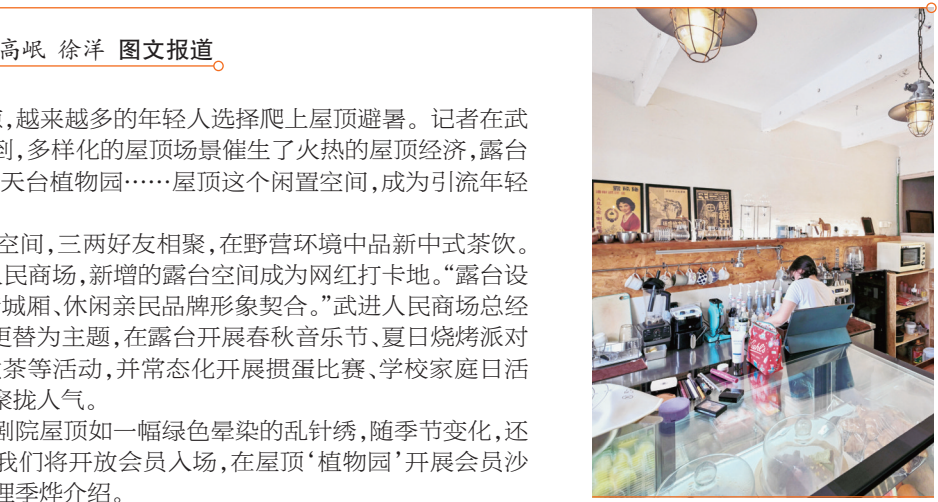 高岷 徐洋 图文报道
,越来越多的年轻人选择爬上屋顶避暑。记者在武
到,多样化的屋顶场景催生了火热的屋顶经济,露台
天台植物园……屋顶这个闲置空间,成为引流年轻
空间,三两好友相聚,在野营环境中品新中式茶饮。
民商场,新增的露台空间成为网红打卡地。“露台设
城厢、休闲亲民品牌形象契合。”武进人民商场总经
更替为主题,在露台开展春秋音乐节、夏日烧烤派对
茶等活动,并常态化开展掼蛋比赛、学校家庭日活
聚拢人气。
剧院屋顶如一幅绿色晕染的乱针绣,随季节变化,还
我们将开放会员入场,在屋顶‘植物园’开展会员沙
理季烨介绍。